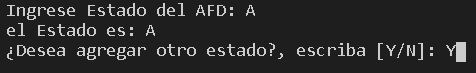 Ingrese Estado del AFD: A
el Estado es: A
¿Desea agregar otro estado?, escriba [Y/N]: Y